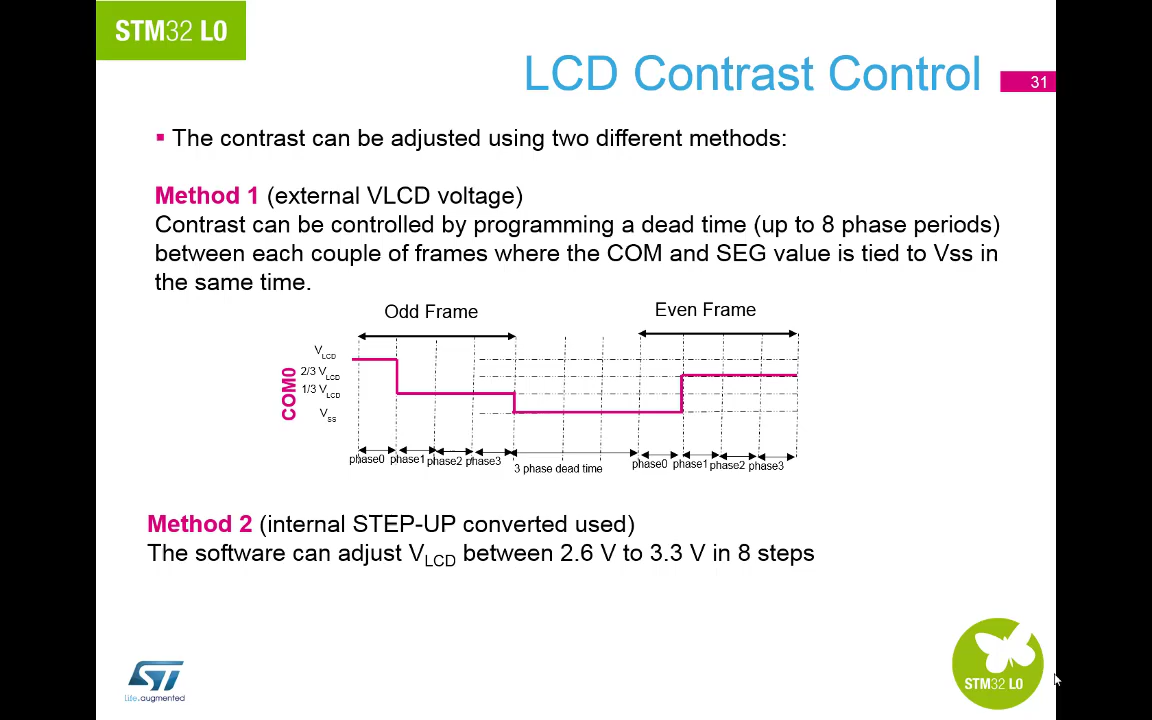 STM32 L0
LCD Contrast Control
31
The contrast can be adjusted using two different methods:
Method 1 (external VLCD voltage)
Contrast can be controlled by programming a dead time (up to 8 phase periods)
between each couple of frames where the COM and SEG value is tied to Vss in
the same time.
Odd Frame
Even Frame
VLCD
2/3 VLCD
1/3 VLCD
VSS
COM0
phase0 phase1 phase2 phase3 3 phase dead time phase0 phase1 phase2 phase3
Method 2 (internal STEP-UP converted used)
The software can adjust VLCD between 2.6 V to 3.3 V in 8 steps
ST
life.augmented
STM32 L0